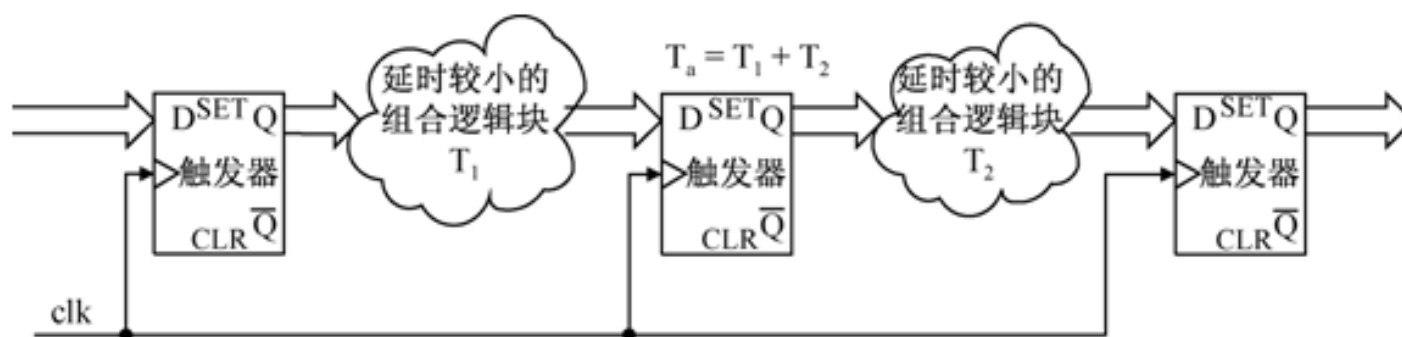 延时较小的
组合逻辑块
T₁
Tₐ = T₁ + T₂
延时较小的
组合逻辑块
T₂
D SET Q
触发器
CLR Q̅
D SET Q
触发器
CLR Q̅
D SET Q
触发器
CLR Q̅
clk